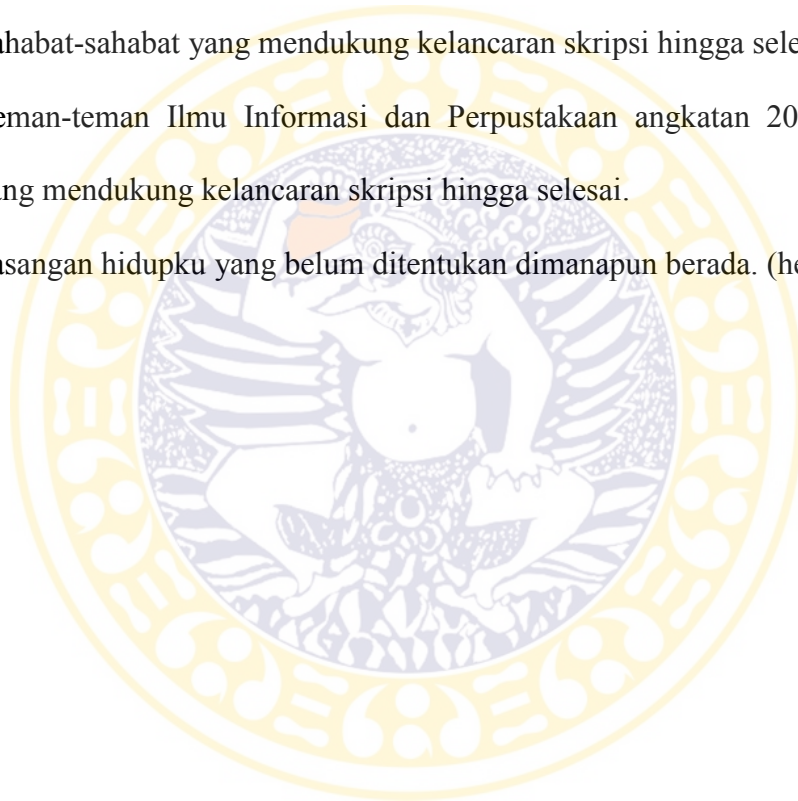 ahabat-sahabat yang mendukung kelancaran skripsi hingga sele
eman-teman Ilmu Informasi dan Perpustakaan angkatan 20
ang mendukung kelancaran skripsi hingga selesai.
asangan hidupku yang belum ditentukan dimanapun berada. (he